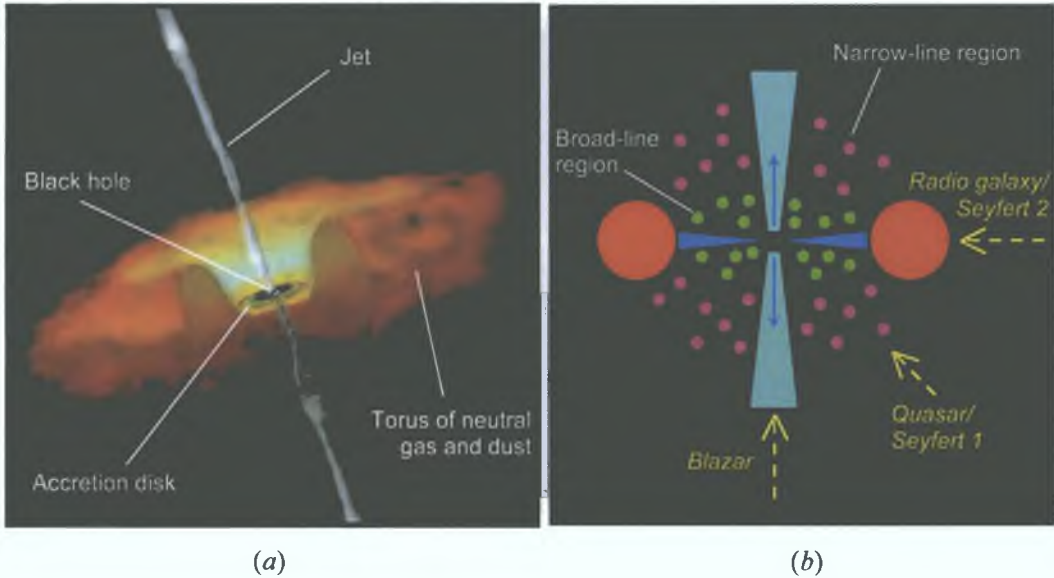 Jet
Black hole
Accretion disk
Torus of neutral
gas and dust
(a)
Narrow-line region
Broad-line
region
Radio galaxy/
Seyfert 2
Quasar/
Seyfert 1
Blazar
(b)